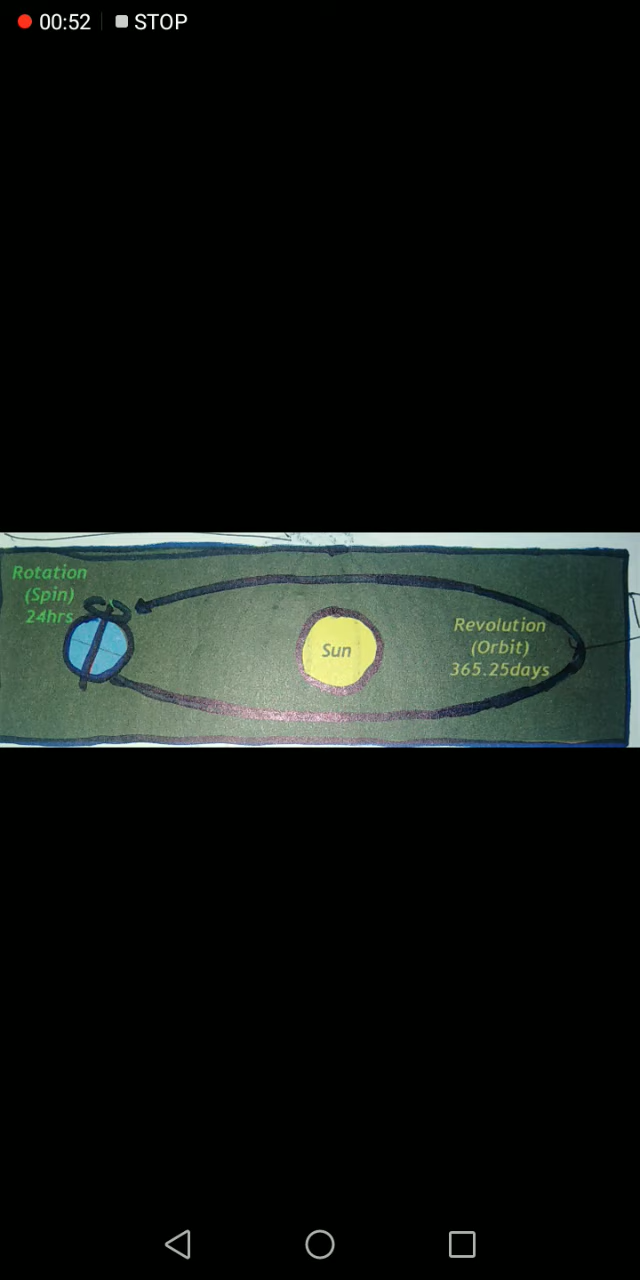 00:52 STOP
Rotation
(Spin)
24hrs
Sun
Revolution
(Orbit)
365.25days